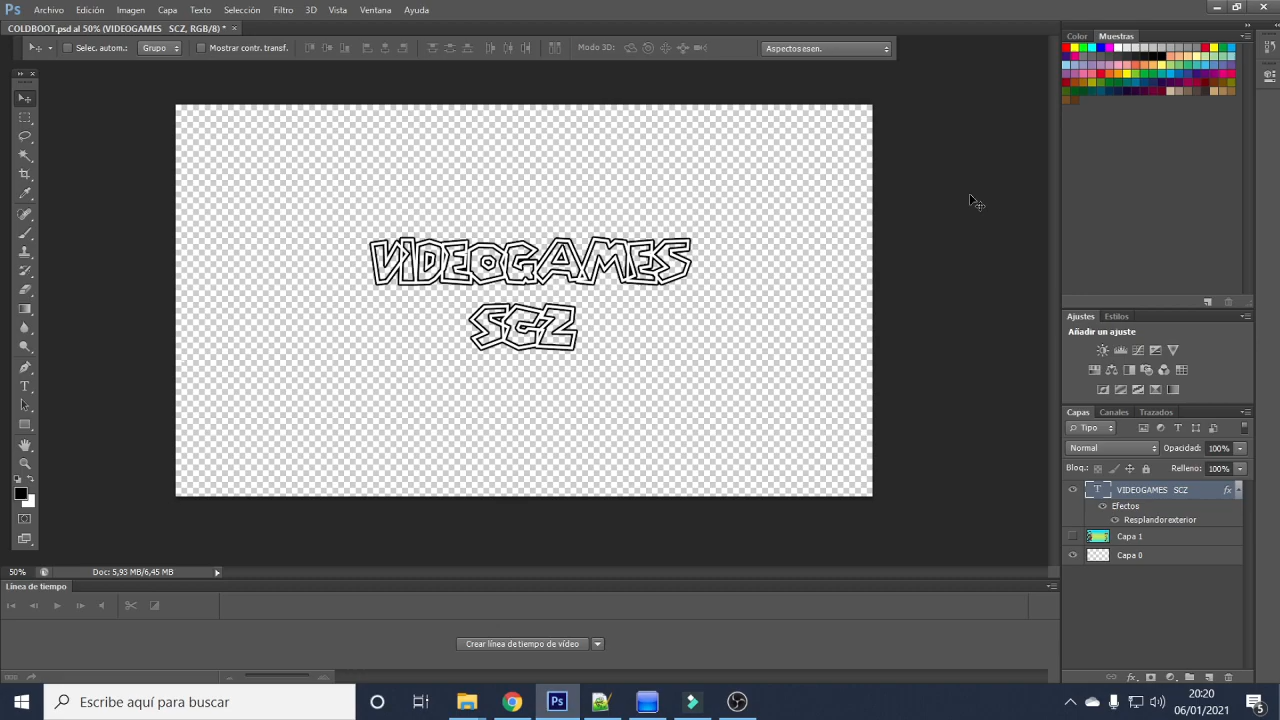 Ps Archivo Edición Imagen Capa Texto Selección Filtro 3D Vista Ventana Ayuda
COLDBOOT.psd al 50% (VIDEOGAMES SCZ, RGB/8) * ×
Selec. autom.: Grupo Mostrar contr. transf. Modo 3D: Aspectos esen.
Color Muestras
VIDEOGAMES
SCZ
Ajustes Estilos
Añadir un ajuste
Capas Canales Trazados
Tipo
Normal Opacidad: 100%
Bloq.: Relleno: 100%
T VIDEOGAMES SCZ fx
Efectos
Resplandor exterior
Capa 1
Capa 0
50% Doc: 5,93 MB/6,45 MB
Línea de tiempo
Crear línea de tiempo de vídeo
Escribe aquí para buscar
Ps
20:20
06/01/2021
5